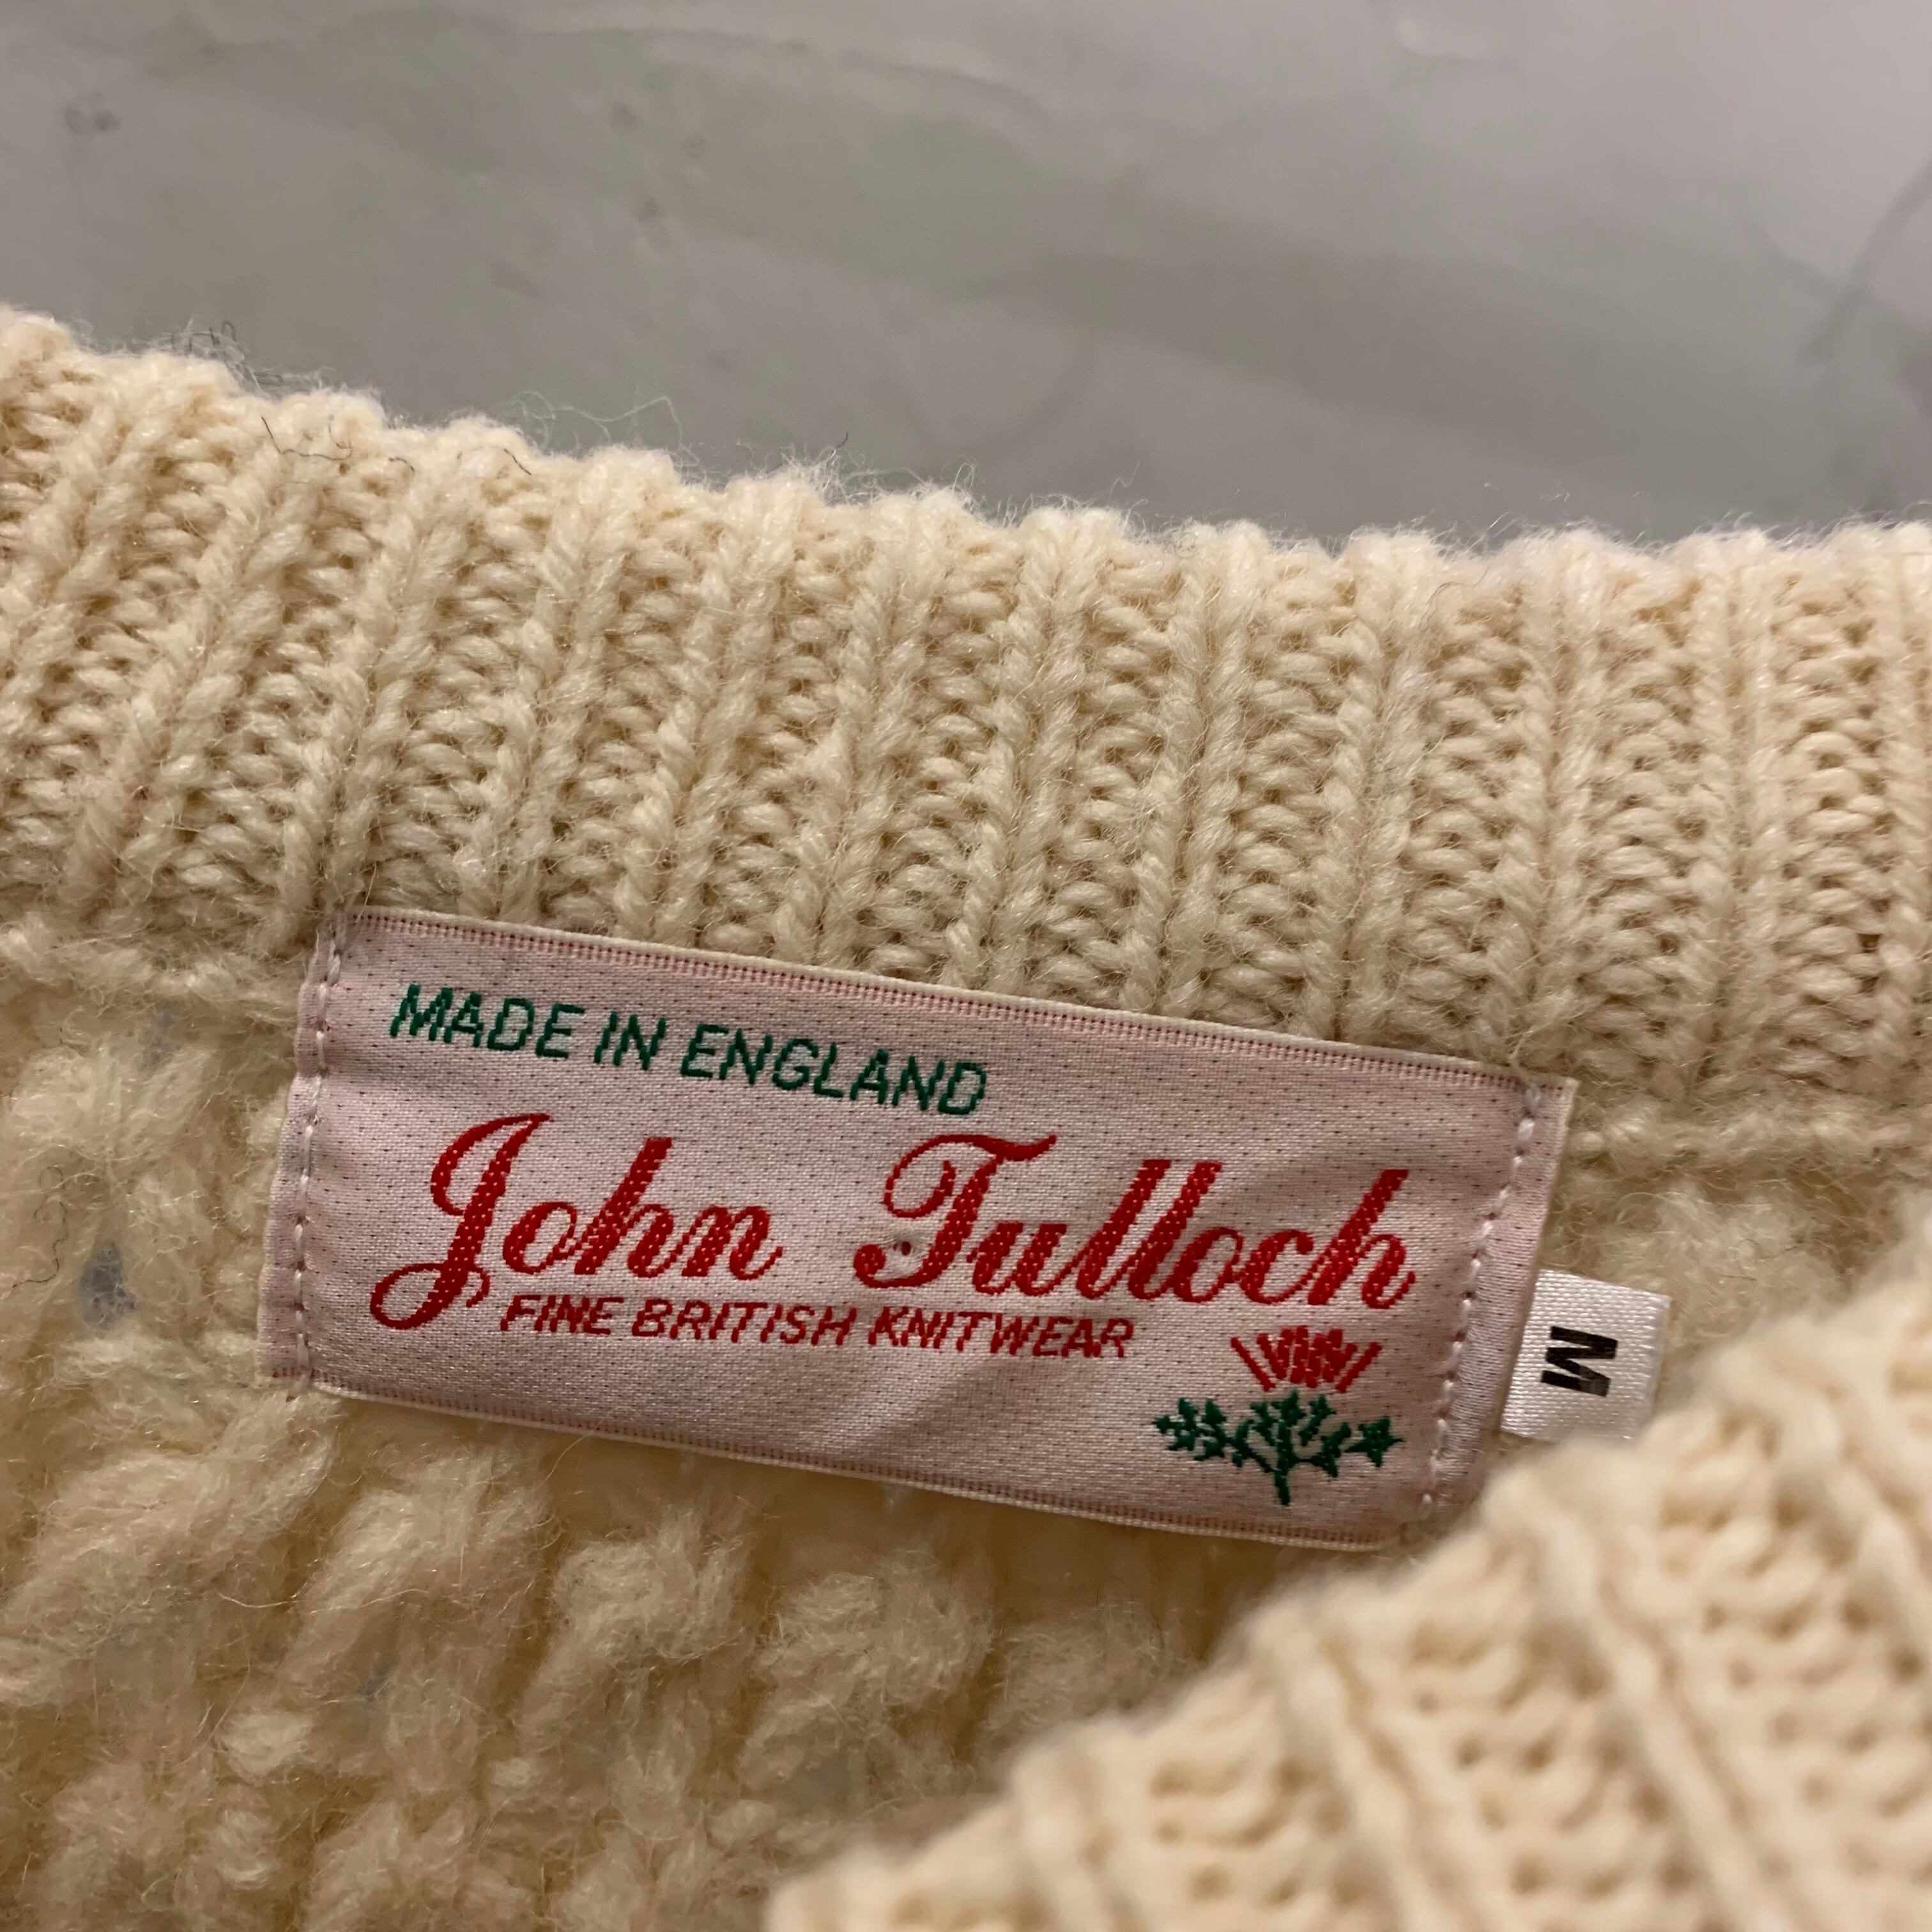 MADE IN ENGLAND
John Tulloch
FINE BRITISH KNITWEAR
M